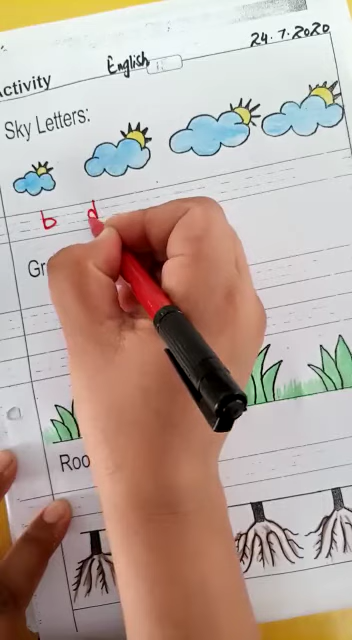 24.7.2020
English
Activity
Sky Letters:
b d
Gr
Roo